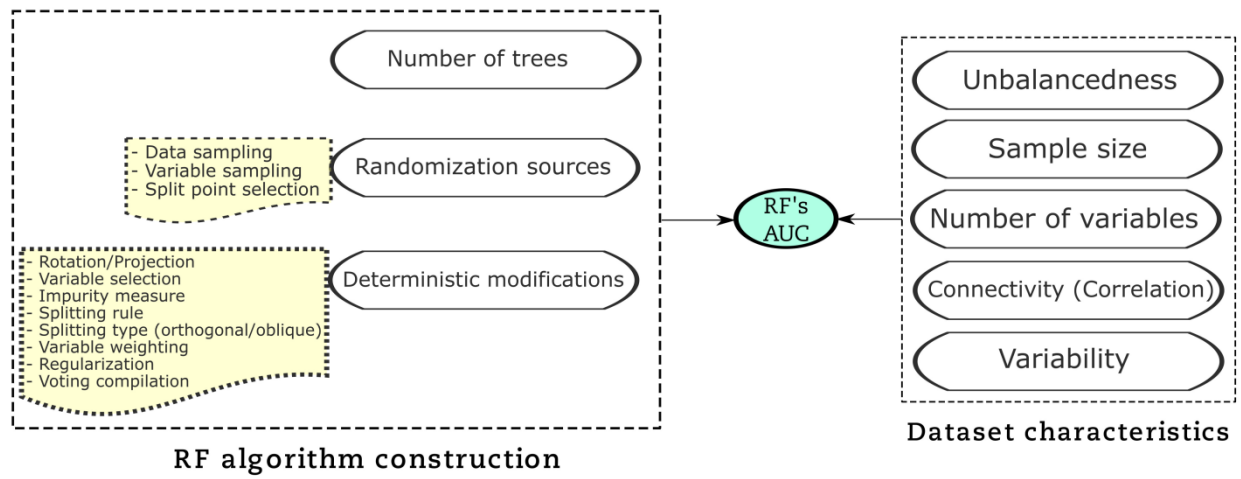 Number of trees
- Data sampling
- Variable sampling
- Split point selection
Randomization sources
- Rotation/Projection
- Variable selection
- Impurity measure
- Splitting rule
- Splitting type (orthogonal/oblique)
- Variable weighting
- Regularization
- Voting compilation
Deterministic modifications
RF algorithm construction
RF's
AUC
Unbalancedness
Sample size
Number of variables
Connectivity (Correlation)
Variability
Dataset characteristics